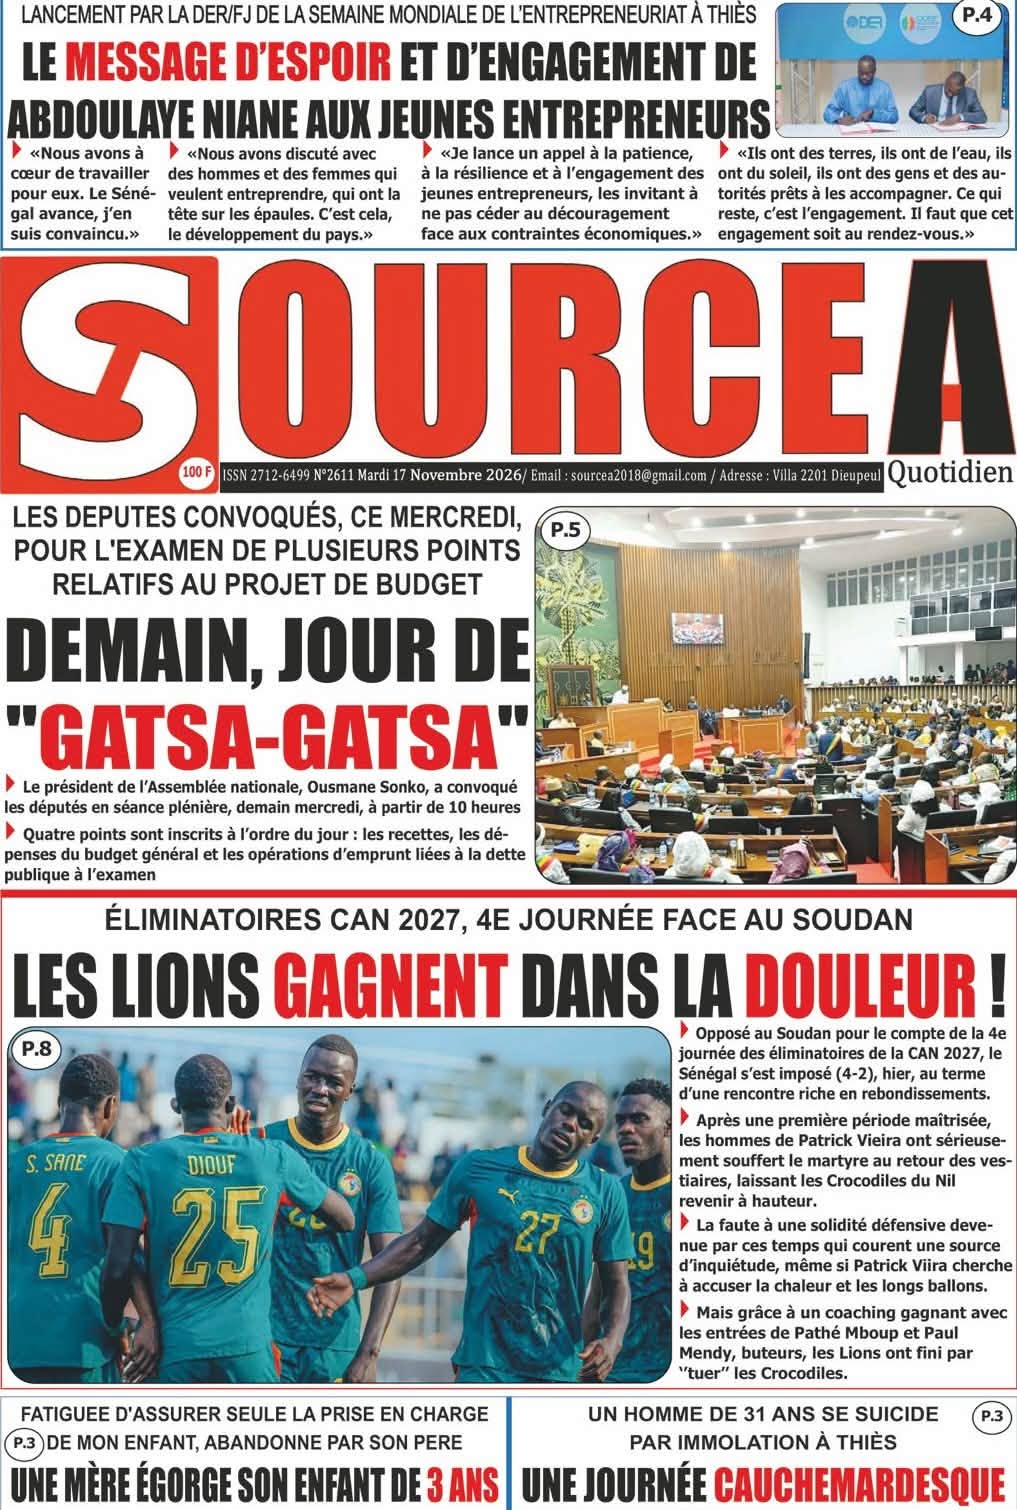 LANCEMENT PAR LA DER/FJ DE LA SEMAINE MONDIALE DE L'ENTREPRENEURIAT À THIÈS
P.4
LE MESSAGE D'ESPOIR ET D'ENGAGEMENT DE
ABDOULAYE NIANE AUX JEUNES ENTREPRENEURS
«Nous avons à
cœur de travailler
pour eux. Le Séné-
gal avance, j'en
suis convaincu.»
«Nous avons discuté avec
des hommes et des femmes qui
veulent entreprendre, qui ont la
tête sur les épaules. C'est cela,
le développement du pays.»
«Je lance un appel à la patience,
à la résilience et à l'engagement des
jeunes entrepreneurs, les invitant à
ne pas céder au découragement
face aux contraintes économiques.»
«Ils ont des terres, ils ont de l'eau, ils
ont du soleil, ils ont des gens et des au-
torités prêts à les accompagner. Ce qui
reste, c'est l'engagement. Il faut que cet
engagement soit au rendez-vous.»
SOURCEA
100 F
ISSN 2712-6499 N°2611 Mardi 17 Novembre 2026/ Email : sourcea2018@gmail.com / Adresse : Villa 2201 Dieupeul
Quotidien
LES DEPUTES CONVOQUÉS, CE MERCREDI,
POUR L'EXAMEN DE PLUSIEURS POINTS
RELATIFS AU PROJET DE BUDGET
P.5
DEMAIN, JOUR DE
"GATSA-GATSA"
Le président de l'Assemblée nationale, Ousmane Sonko, a convoqué
les députés en séance plénière, demain mercredi, à partir de 10 heures
Quatre points sont inscrits à l'ordre du jour : les recettes, les dé-
penses du budget général et les opérations d'emprunt liées à la dette
publique à l'examen
ÉLIMINATOIRES CAN 2027, 4E JOURNÉE FACE AU SOUDAN
LES LIONS GAGNENT DANS LA DOULEUR !
P.8
S. SANE
4
DIOUF
25
27
19
Opposé au Soudan pour le compte de la 4e
journée des éliminatoires de la CAN 2027, le
Sénégal s'est imposé (4-2), hier, au terme
d'une rencontre riche en rebondissements.
Après une première période maîtrisée,
les hommes de Patrick Vieira ont sérieuse-
ment souffert le martyre au retour des ves-
tiaires, laissant les Crocodiles du Nil
revenir à hauteur.
La faute à une solidité défensive deve-
nue par ces temps qui courent une source
d'inquiétude, même si Patrick Viira cherche
à accuser la chaleur et les longs ballons.
Mais grâce à un coaching gagnant avec
les entrées de Pathé Mboup et Paul
Mendy, buteurs, les Lions ont fini par
‘‘tuer’’ les Crocodiles.
FATIGUEE D'ASSURER SEULE LA PRISE EN CHARGE
P.3 DE MON ENFANT, ABANDONNE PAR SON PERE
UNE MÈRE ÉGORGE SON ENFANT DE 3 ANS
UN HOMME DE 31 ANS SE SUICIDE
P.3
PAR IMMOLATION À THIÈS
UNE JOURNÉE CAUCHEMARDESQUE